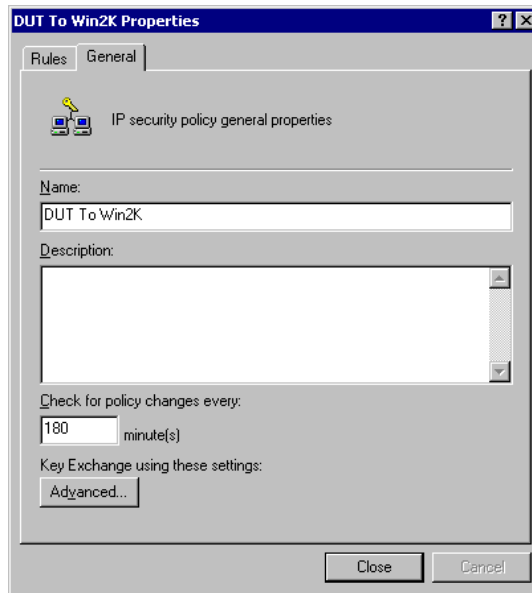 DUT To Win2K Properties
Rules General
IP security policy general properties
Name:
DUT To Win2K
Description:
Check for policy changes every:
180 minute(s)
Key Exchange using these settings:
Advanced...
Close Cancel